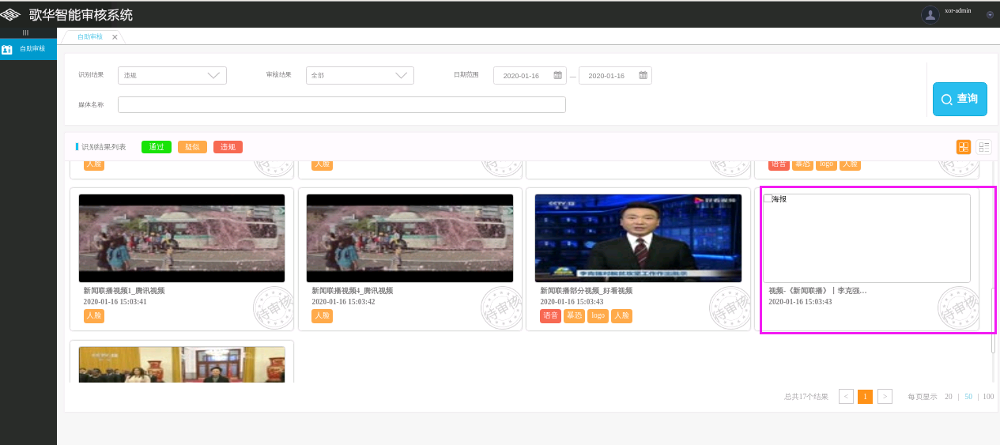 歌华智能审核系统
xor-admin
自助审核
自助审核
识别结果 违规
审核结果 全部
日期范围 2020-01-16 — 2020-01-16
查询
媒体名称
识别结果列表 通过 疑似 违规
人脸
人脸
语音 暴恐 logo 人脸
CCTV-13
好看视频
海报
新闻联播视频1_腾讯视频
2020-01-16 15:03:41
人脸
待审核
新闻联播视频4_腾讯视频
2020-01-16 15:03:42
人脸
待审核
新闻联播部分视频_好看视频
2020-01-16 15:03:43
语音 暴恐 logo 人脸
待审核
视频-《新闻联播》丨李克强…
2020-01-16 15:03:43
待审核
总共17个结果 < 1 > 每页显示 20 | 50 | 100